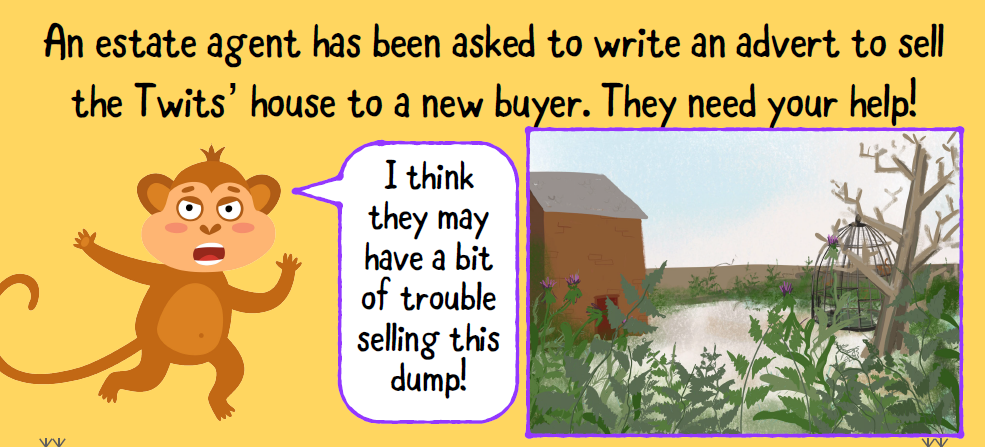 An estate agent has been asked to write an advert to sell
the Twits’ house to a new buyer. They need your help!
I think
they may
have a bit
of trouble
selling this
dump!